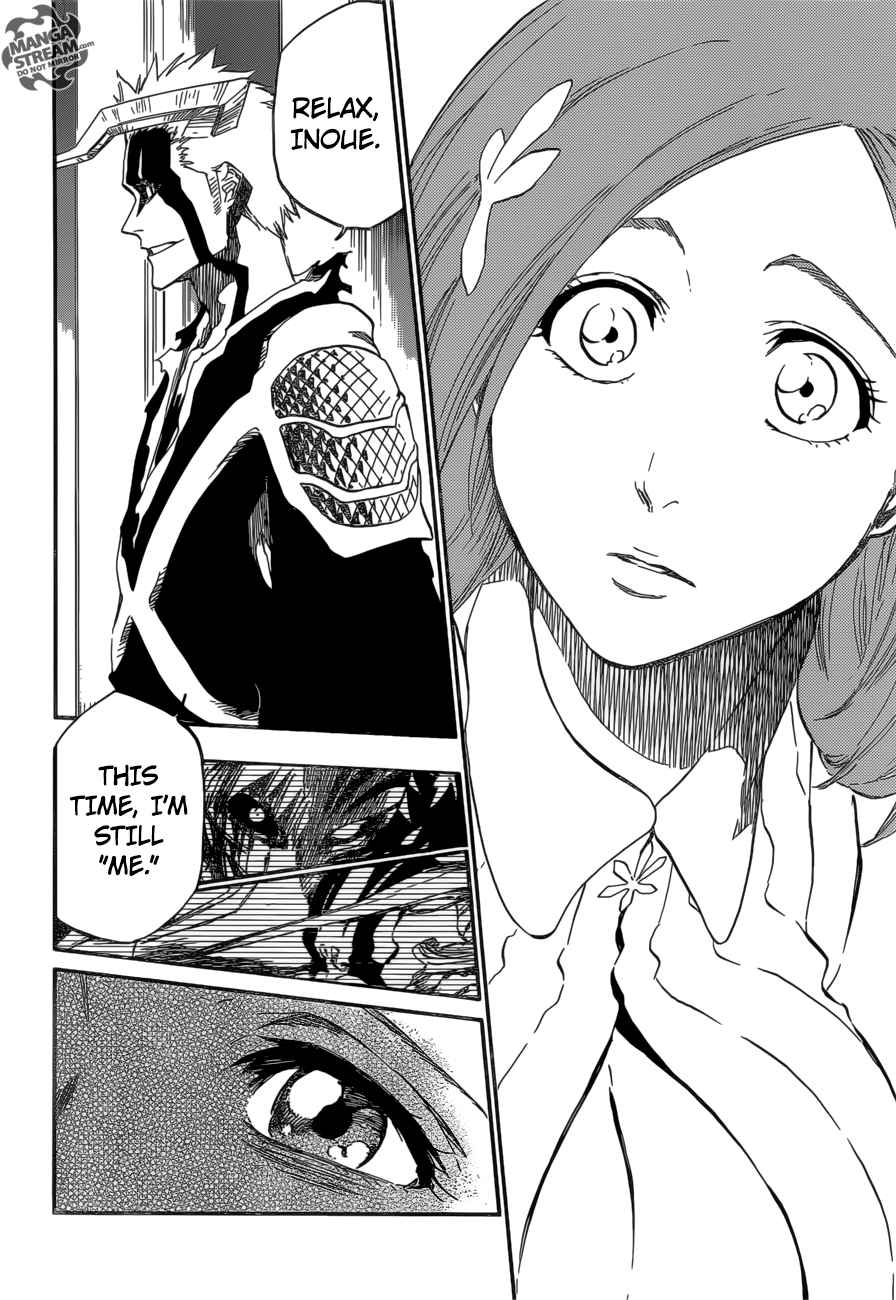 MANGA
STREAM.com
DO NOT MIRROR
RELAX,
INOUE.
THIS
TIME, I'M
STILL
"ME."